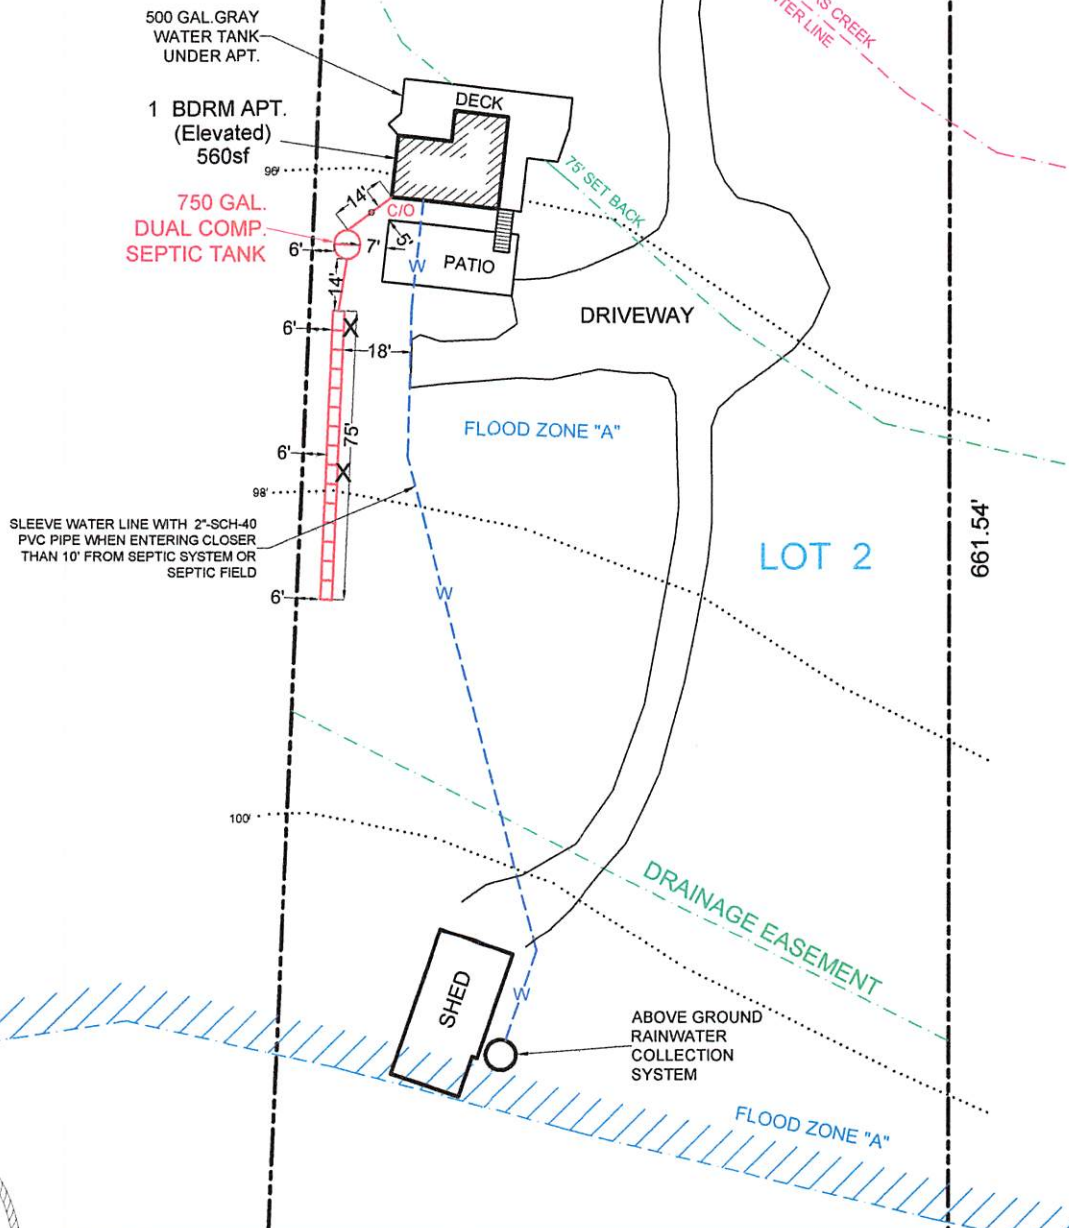 500 GAL.GRAY
WATER TANK
UNDER APT.
DECK
1 BDRM APT.
(Elevated)
560sf
96'
750 GAL.
DUAL COMP.
SEPTIC TANK
14'
C/O
6'
7'
5'
W
PATIO
14'
75' SET BACK
CREEK
LINE
DRIVEWAY
6'
X
18'
75'
FLOOD ZONE "A"
6'
X
98'
SLEEVE WATER LINE WITH 2"-SCH-40
PVC PIPE WHEN ENTERING CLOSER
THAN 10' FROM SEPTIC SYSTEM OR
SEPTIC FIELD
6'
W
LOT 2
661.54'
100'
DRAINAGE EASEMENT
SHED
W
ABOVE GROUND
RAINWATER
COLLECTION
SYSTEM
FLOOD ZONE "A"